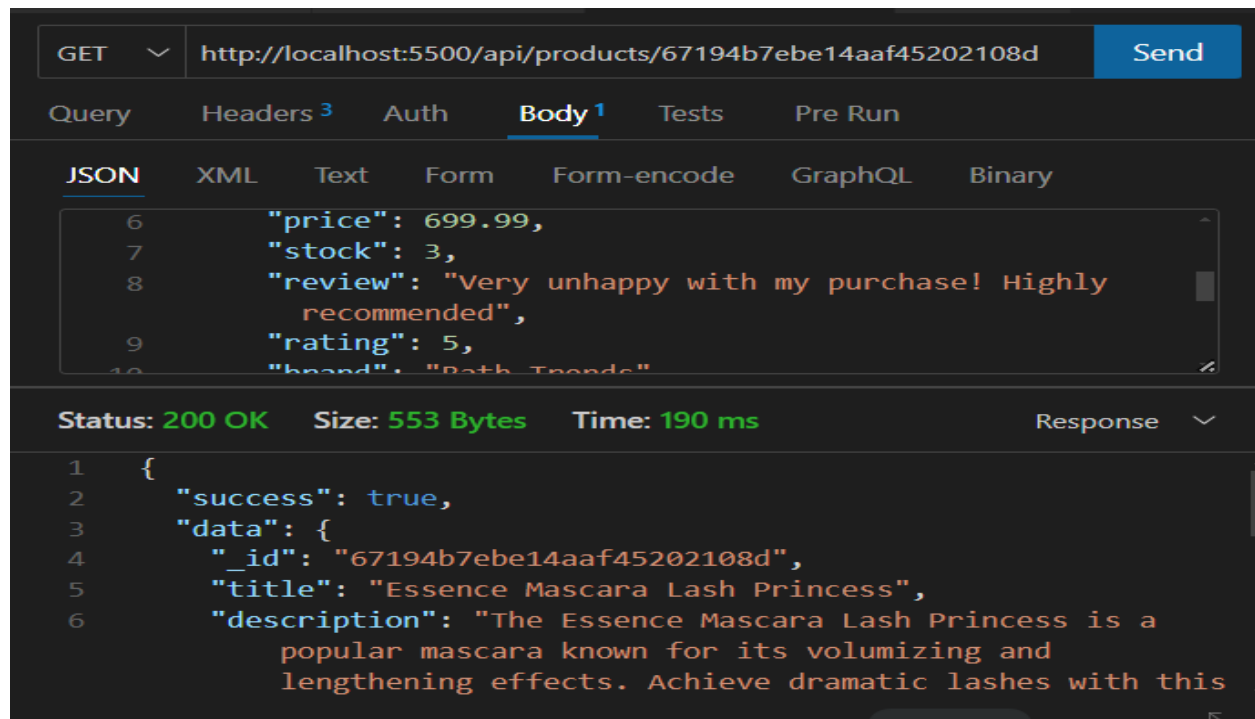 GET http://localhost:5500/api/products/67194b7ebe14aaf45202108d Send
Query Headers 3 Auth Body 1 Tests Pre Run
JSON XML Text Form Form-encode GraphQL Binary
6 "price": 699.99,
7 "stock": 3,
8 "review": "Very unhappy with my purchase! Highly
recommended",
9 "rating": 5,
10 "brand": "Bath Trends"
Status: 200 OK Size: 553 Bytes Time: 190 ms Response
1 {
2 "success": true,
3 "data": {
4 "_id": "67194b7ebe14aaf45202108d",
5 "title": "Essence Mascara Lash Princess",
6 "description": "The Essence Mascara Lash Princess is a
popular mascara known for its volumizing and
lengthening effects. Achieve dramatic lashes with this